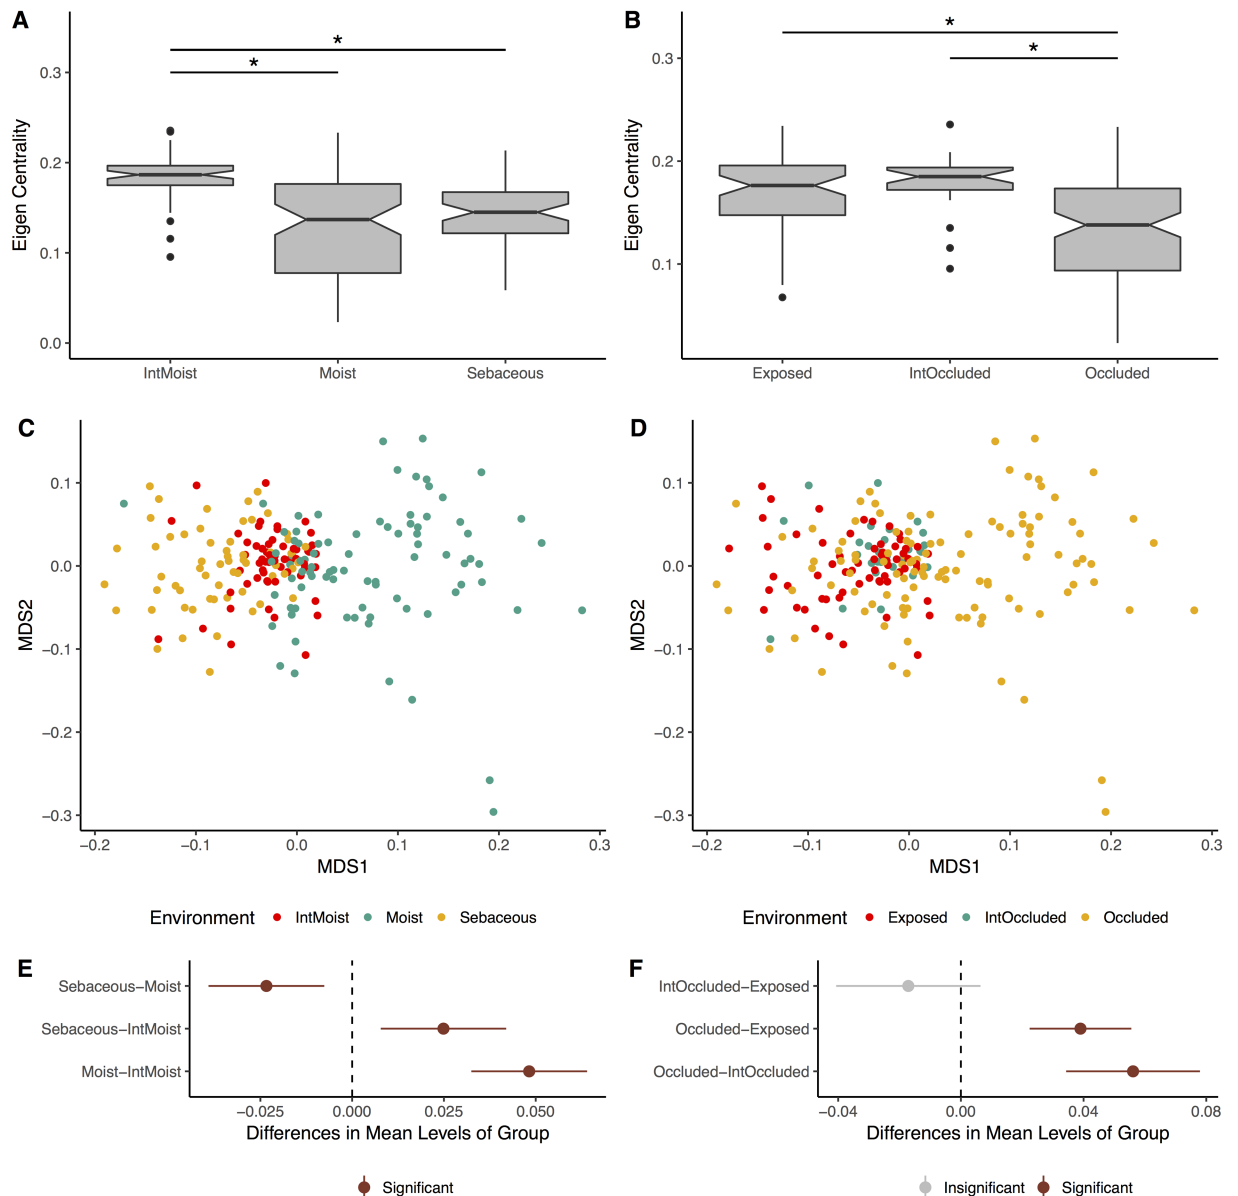 A
B
*
*
*
*
Eigen Centrality
0.3
0.2
0.1
0.0
IntMoist Moist Sebaceous
Eigen Centrality
0.3
0.2
0.1
Exposed IntOccluded Occluded
C
D
MDS2
0.1
0.0
−0.1
−0.2
−0.3
−0.2 −0.1 0.0 0.1 0.2 0.3
MDS1
Environment IntMoist Moist Sebaceous
MDS2
0.1
0.0
−0.1
−0.2
−0.3
−0.2 −0.1 0.0 0.1 0.2 0.3
MDS1
Environment Exposed IntOccluded Occluded
E
Sebaceous−Moist
Sebaceous−IntMoist
Moist−IntMoist
−0.025 0.000 0.025 0.050
Differences in Mean Levels of Group
Significant
F
IntOccluded−Exposed
Occluded−Exposed
Occluded−IntOccluded
−0.04 0.00 0.04 0.08
Differences in Mean Levels of Group
Insignificant Significant